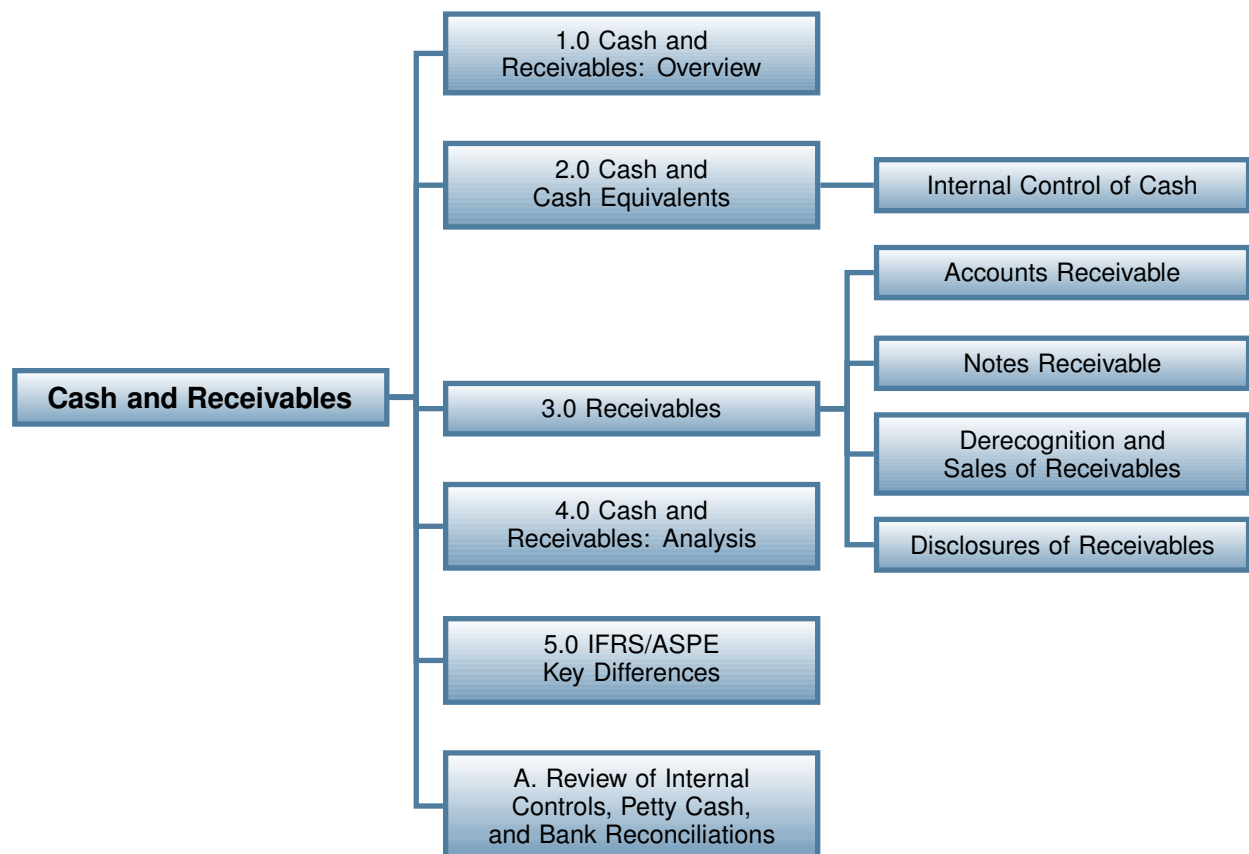 Cash and Receivables
1.0 Cash and
Receivables: Overview
2.0 Cash and
Cash Equivalents
Internal Control of Cash
3.0 Receivables
Accounts Receivable
Notes Receivable
Derecognition and
Sales of Receivables
Disclosures of Receivables
4.0 Cash and
Receivables: Analysis
5.0 IFRS/ASPE
Key Differences
A. Review of Internal
Controls, Petty Cash,
and Bank Reconciliations